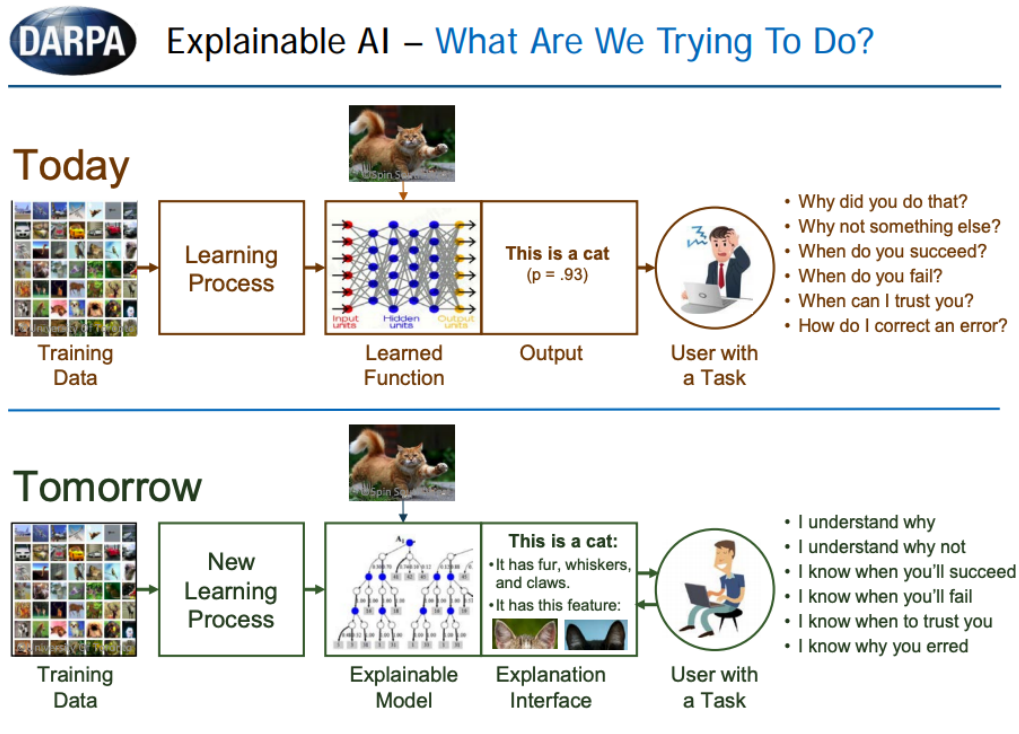 DARPA
Explainable AI – What Are We Trying To Do?
Today
©Spin
Learning
Process
Input
units
Hidden
units
Output
units
This is a cat
(p = .93)
• Why did you do that?
• Why not something else?
• When do you succeed?
• When do you fail?
• When can I trust you?
• How do I correct an error?
Training
Data
Learned
Function
Output
User with
a Task
Tomorrow
©Spin
New
Learning
Process
This is a cat:
•It has fur, whiskers,
and claws.
•It has this feature:
• I understand why
• I understand why not
• I know when you'll succeed
• I know when you'll fail
• I know when to trust you
• I know why you erred
Training
Data
Explainable
Model
Explanation
Interface
User with
a Task